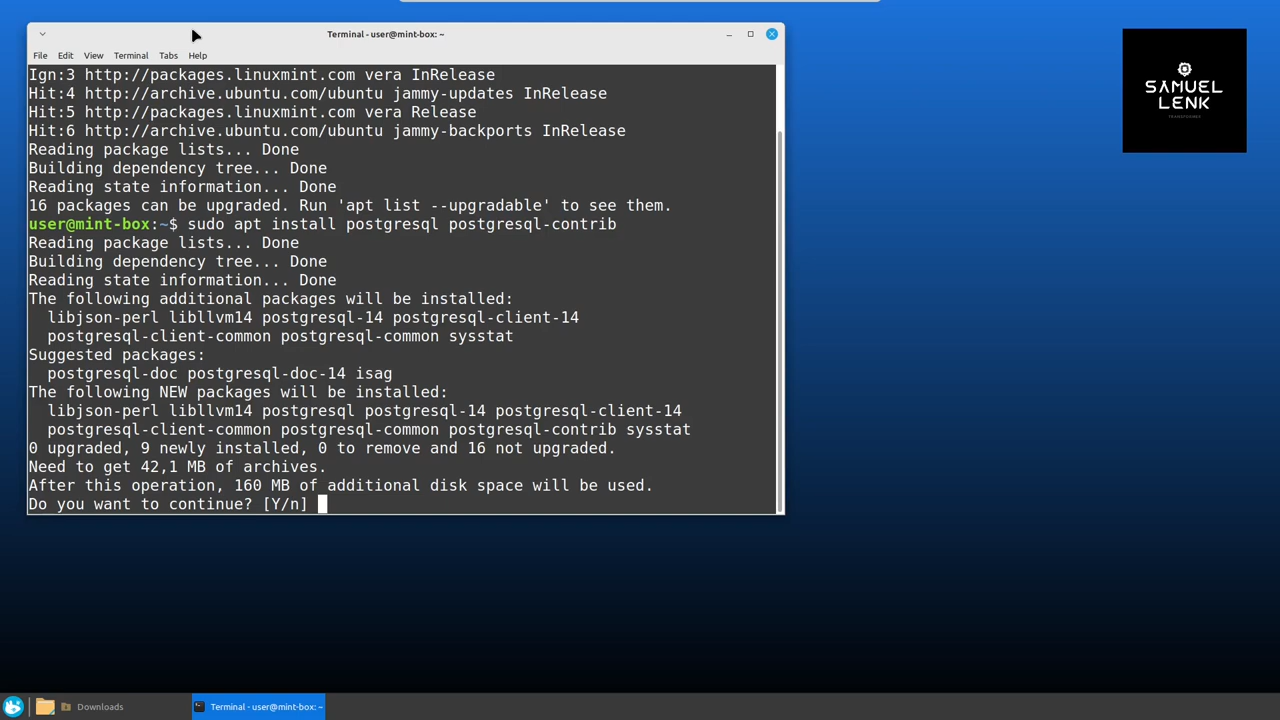 Terminal - user@mint-box: ~
File Edit View Terminal Tabs Help
Ign:3 http://packages.linuxmint.com vera InRelease
Hit:4 http://archive.ubuntu.com/ubuntu jammy-updates InRelease
Hit:5 http://packages.linuxmint.com vera Release
Hit:6 http://archive.ubuntu.com/ubuntu jammy-backports InRelease
Reading package lists... Done
Building dependency tree... Done
Reading state information... Done
16 packages can be upgraded. Run 'apt list --upgradable' to see them.
user@mint-box:~$ sudo apt install postgresql postgresql-contrib
Reading package lists... Done
Building dependency tree... Done
Reading state information... Done
The following additional packages will be installed:
  libjson-perl libllvm14 postgresql-14 postgresql-client-14
  postgresql-client-common postgresql-common sysstat
Suggested packages:
  postgresql-doc postgresql-doc-14 isag
The following NEW packages will be installed:
  libjson-perl libllvm14 postgresql postgresql-14 postgresql-client-14
  postgresql-client-common postgresql-common postgresql-contrib sysstat
0 upgraded, 9 newly installed, 0 to remove and 16 not upgraded.
Need to get 42,1 MB of archives.
After this operation, 160 MB of additional disk space will be used.
Do you want to continue? [Y/n]
SAMUEL
LENK
Downloads
Terminal - user@mint-box: ~